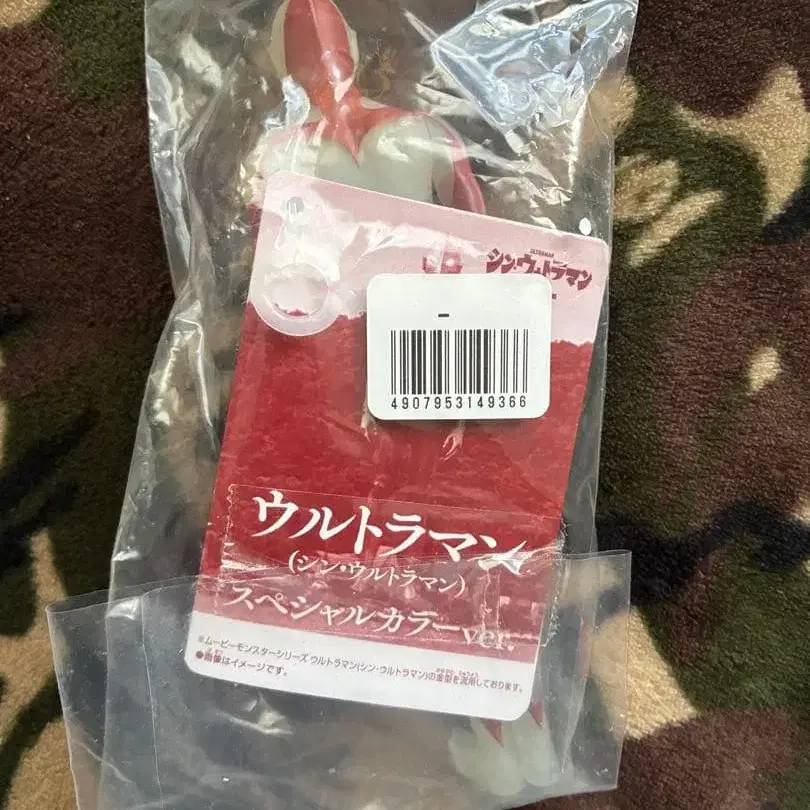 ULTRAMAN
シン・ウルトラマン
-
4907953149366
ウルトラマン
(シン・ウルトラマン)
スペシャルカラーver.
※ムービーモンスターシリーズ ウルトラマン(シン・ウルトラマン)の金型を流用しております。
●画像はイメージです。